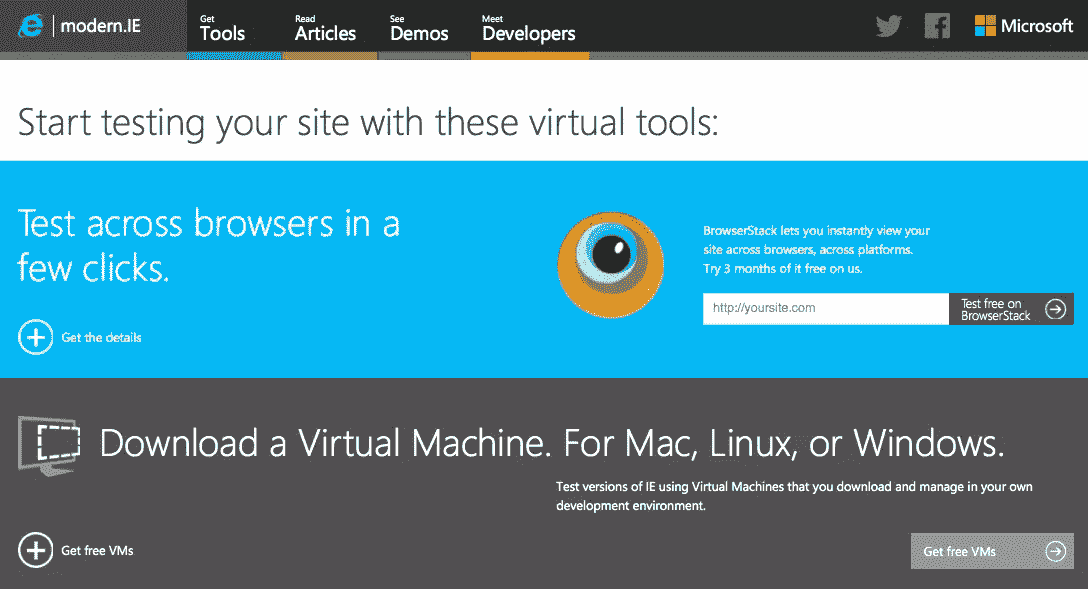 modern.IE
Get
Tools
Read
Articles
See
Demos
Meet
Developers
Microsoft
Start testing your site with these virtual tools:
Test across browsers in a
few clicks.
Get the details
BrowserStack lets you instantly view your
site across browsers, across platforms.
Try 3 months of it free on us.
http://yoursite.com
Test free on
BrowserStack
Download a Virtual Machine. For Mac, Linux, or Windows.
Test versions of IE using Virtual Machines that you download and manage in your own
development environment.
Get free VMs
Get free VMs